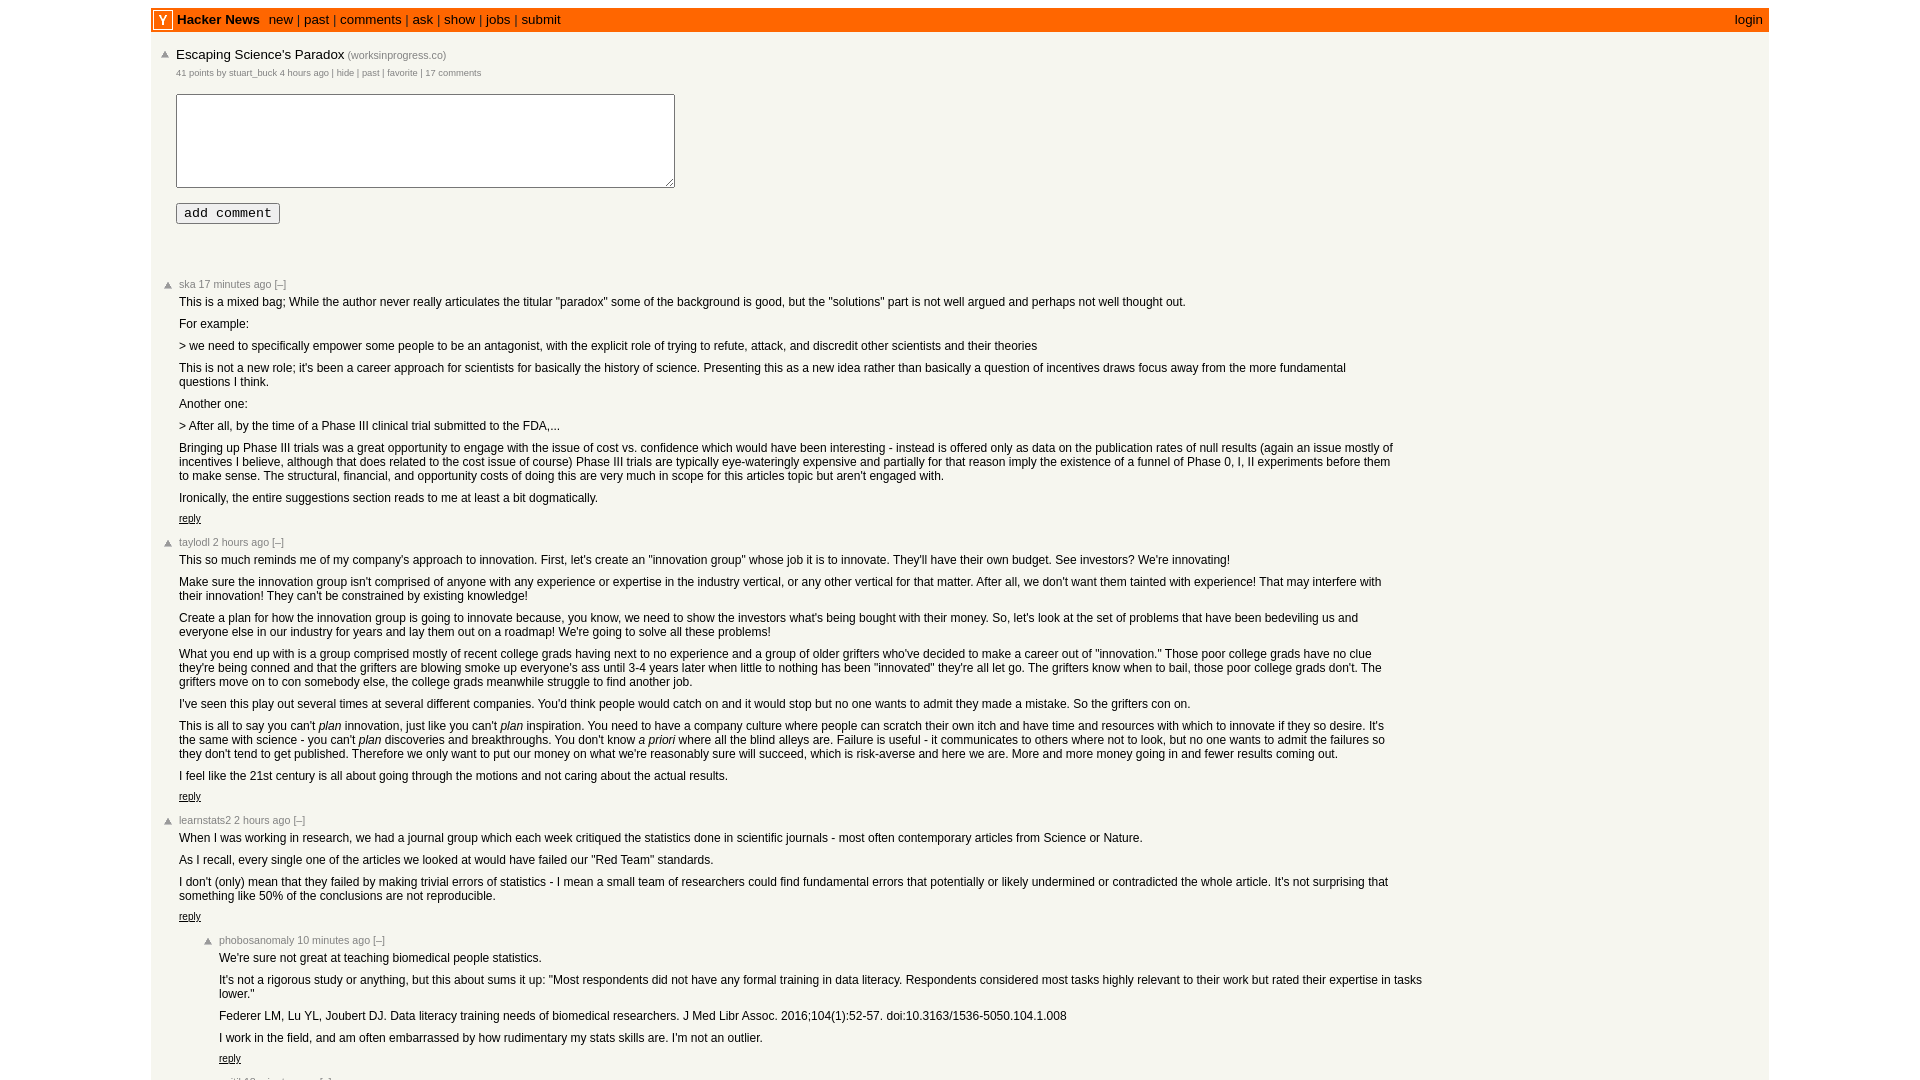 Y Hacker News new | past | comments | ask | show | jobs | submit login
Escaping Science's Paradox (worksinprogress.co)
41 points by stuart_buck 4 hours ago | hide | past | favorite | 17 comments
add comment
ska 17 minutes ago [–]
This is a mixed bag; While the author never really articulates the titular "paradox" some of the background is good, but the "solutions" part is not well argued and perhaps not well thought out.
For example:
> we need to specifically empower some people to be an antagonist, with the explicit role of trying to refute, attack, and discredit other scientists and their theories
This is not a new role; it's been a career approach for scientists for basically the history of science. Presenting this as a new idea rather than basically a question of incentives draws focus away from the more fundamental
questions I think.
Another one:
> After all, by the time of a Phase III clinical trial submitted to the FDA,...
Bringing up Phase III trials was a great opportunity to engage with the issue of cost vs. confidence which would have been interesting - instead is offered only as data on the publication rates of null results (again an issue mostly of
incentives I believe, although that does related to the cost issue of course) Phase III trials are typically eye-wateringly expensive and partially for that reason imply the existence of a funnel of Phase 0, I, II experiments before them
to make sense. The structural, financial, and opportunity costs of doing this are very much in scope for this articles topic but aren't engaged with.
Ironically, the entire suggestions section reads to me at least a bit dogmatically.
reply
taylodl 2 hours ago [–]
This so much reminds me of my company's approach to innovation. First, let's create an "innovation group" whose job it is to innovate. They'll have their own budget. See investors? We're innovating!
Make sure the innovation group isn't comprised of anyone with any experience or expertise in the industry vertical, or any other vertical for that matter. After all, we don't want them tainted with experience! That may interfere with
their innovation! They can't be constrained by existing knowledge!
Create a plan for how the innovation group is going to innovate because, you know, we need to show the investors what's being bought with their money. So, let's look at the set of problems that have been bedeviling us and
everyone else in our industry for years and lay them out on a roadmap! We're going to solve all these problems!
What you end up with is a group comprised mostly of recent college grads having next to no experience and a group of older grifters who've decided to make a career out of "innovation." Those poor college grads have no clue
they're being conned and that the grifters are blowing smoke up everyone's ass until 3-4 years later when little to nothing has been "innovated" they're all let go. The grifters know when to bail, those poor college grads don't. The
grifters move on to con somebody else, the college grads meanwhile struggle to find another job.
I've seen this play out several times at several different companies. You'd think people would catch on and it would stop but no one wants to admit they made a mistake. So the grifters con on.
This is all to say you can't plan innovation, just like you can't plan inspiration. You need to have a company culture where people can scratch their own itch and have time and resources with which to innovate if they so desire. It's
the same with science - you can't plan discoveries and breakthroughs. You don't know a priori where all the blind alleys are. Failure is useful - it communicates to others where not to look, but no one wants to admit the failures so
they don't tend to get published. Therefore we only want to put our money on what we're reasonably sure will succeed, which is risk-averse and here we are. More and more money going in and fewer results coming out.
I feel like the 21st century is all about going through the motions and not caring about the actual results.
reply
learnstats2 2 hours ago [–]
When I was working in research, we had a journal group which each week critiqued the statistics done in scientific journals - most often contemporary articles from Science or Nature.
As I recall, every single one of the articles we looked at would have failed our "Red Team" standards.
I don't (only) mean that they failed by making trivial errors of statistics - I mean a small team of researchers could find fundamental errors that potentially or likely undermined or contradicted the whole article. It's not surprising that
something like 50% of the conclusions are not reproducible.
reply
phobosanomaly 10 minutes ago [–]
We're sure not great at teaching biomedical people statistics.
It's not a rigorous study or anything, but this about sums it up: "Most respondents did not have any formal training in data literacy. Respondents considered most tasks highly relevant to their work but rated their expertise in tasks
lower."
Federer LM, Lu YL, Joubert DJ. Data literacy training needs of biomedical researchers. J Med Libr Assoc. 2016;104(1):52-57. doi:10.3163/1536-5050.104.1.008
I work in the field, and am often embarrassed by how rudimentary my stats skills are. I'm not an outlier.
reply